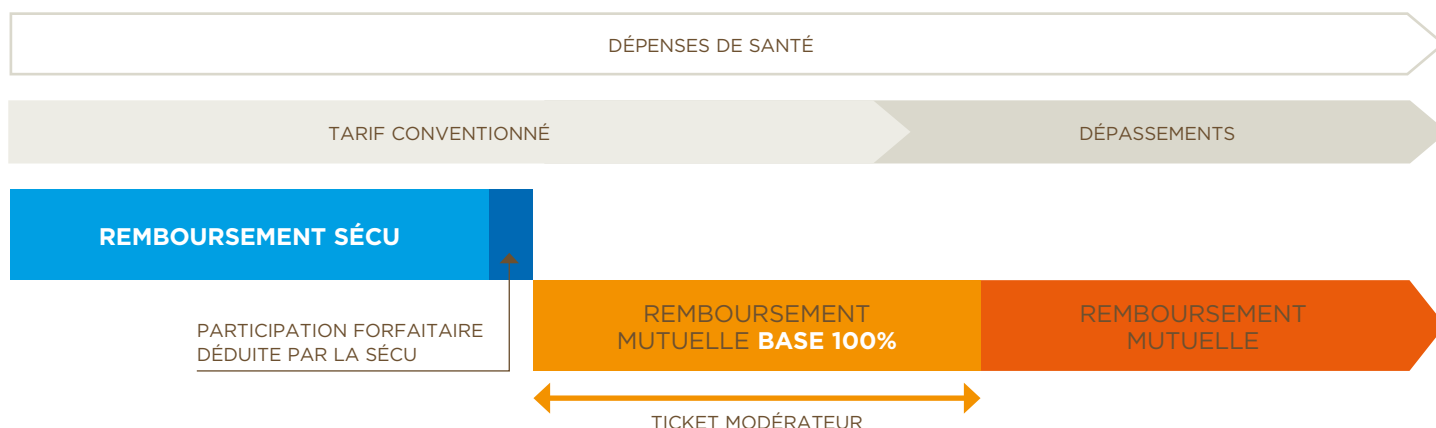 DÉPENSES DE SANTÉ
TARIF CONVENTIONNÉ
DÉPASSEMENTS
REMBOURSEMENT SÉCU
PARTICIPATION FORFAITAIRE
DÉDUITE PAR LA SÉCU
REMBOURSEMENT
MUTUELLE BASE 100%
REMBOURSEMENT
MUTUELLE
TICKET MODÉRATEUR